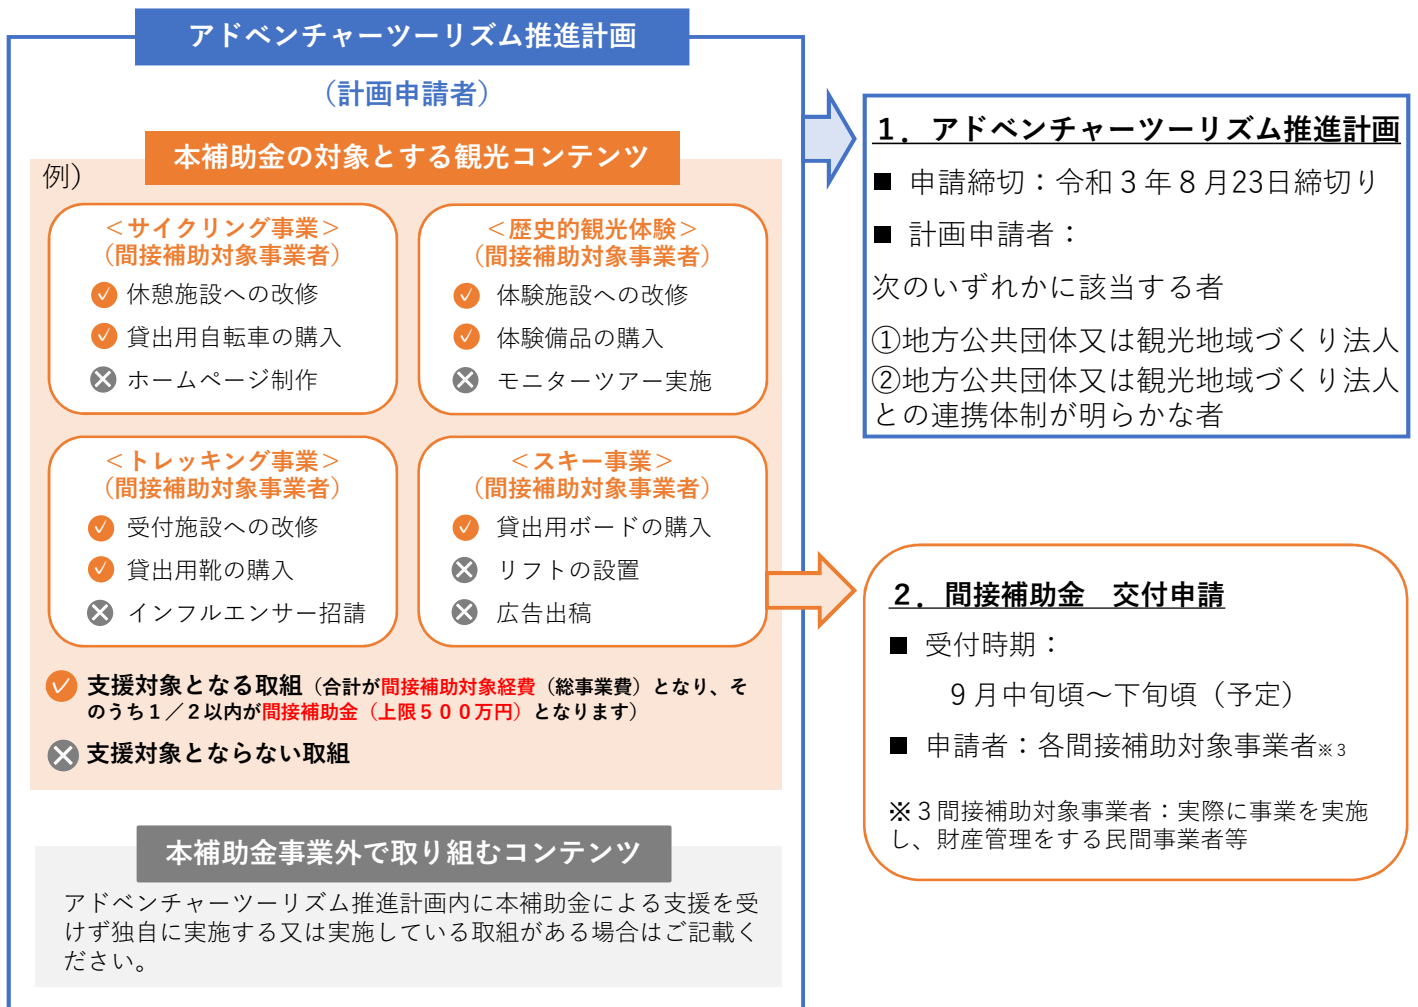 アドベンチャーツーリズム推進計画
（計画申請者）
本補助金の対象とする観光コンテンツ
例）
＜サイクリング事業＞
（間接補助対象事業者）
休憩施設への改修
貸出用自転車の購入
ホームページ制作
＜歴史的観光体験＞
（間接補助対象事業者）
体験施設への改修
体験備品の購入
モニターツアー実施
＜トレッキング事業＞
（間接補助対象事業者）
受付施設への改修
貸出用靴の購入
インフルエンサー招請
＜スキー事業＞
（間接補助対象事業者）
貸出用ボードの購入
リフトの設置
広告出稿
支援対象となる取組（合計が間接補助対象経費（総事業費）となり、そ
のうち１／２以内が間接補助金（上限５００万円）となります）
支援対象とならない取組
本補助金事業外で取り組むコンテンツ
アドベンチャーツーリズム推進計画内に本補助金による支援を受
けず独自に実施する又は実施している取組がある場合はご記載く
ださい。
１．アドベンチャーツーリズム推進計画
■ 申請締切：令和３年８月23日締切り
■ 計画申請者：
次のいずれかに該当する者
①地方公共団体又は観光地域づくり法人
②地方公共団体又は観光地域づくり法人
との連携体制が明らかな者
２．間接補助金　交付申請
■ 受付時期：
９月中旬頃～下旬頃（予定）
■ 申請者：各間接補助対象事業者※３
※３間接補助対象事業者：実際に事業を実施
し、財産管理をする民間事業者等